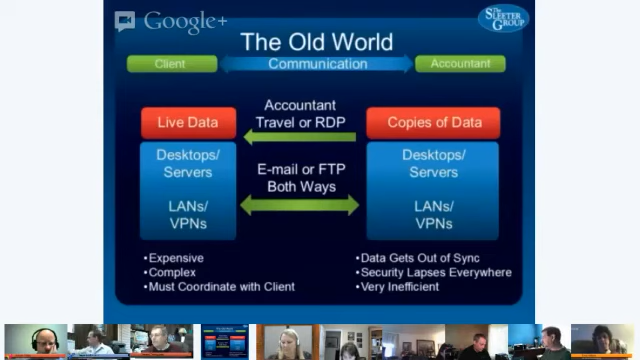 Google+
The
SLEETER
GROUP
The Old World
Client
Communication
Accountant
Accountant
Travel or RDP
Live Data
Copies of Data
Desktops/
Servers
LANs/
VPNs
E-mail or FTP
Both Ways
Desktops/
Servers
LANs/
VPNs
•Expensive
•Complex
•Must Coordinate with Client
•Data Gets Out of Sync
•Security Lapses Everywhere
•Very Inefficient